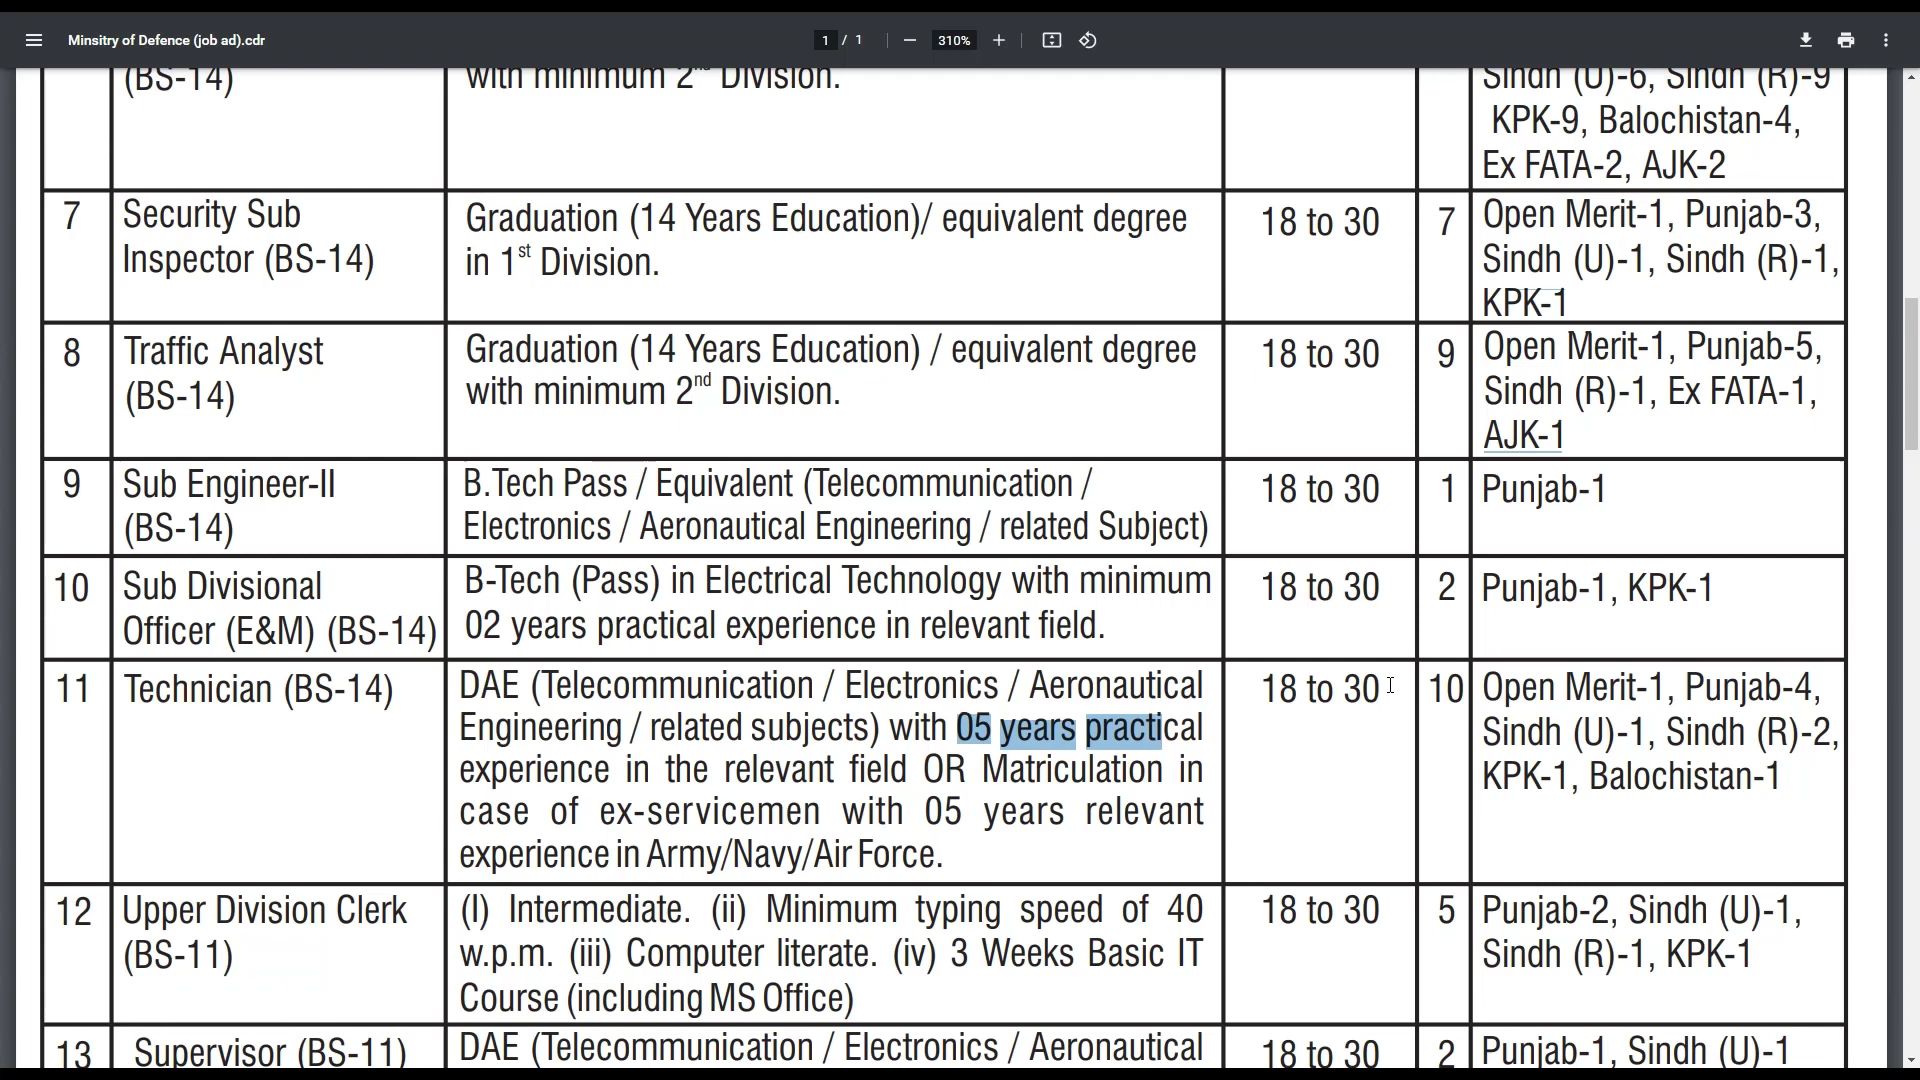 Minsitry of Defence (job ad).cdr
1 / 1
310%
(BS-14)
with minimum 2nd Division.
Sindh (U)-6, Sindh (R)-9
KPK-9, Balochistan-4,
Ex FATA-2, AJK-2
7
Security Sub
Inspector (BS-14)
Graduation (14 Years Education)/ equivalent degree
in 1st Division.
18 to 30
7
Open Merit-1, Punjab-3,
Sindh (U)-1, Sindh (R)-1,
KPK-1
8
Traffic Analyst
(BS-14)
Graduation (14 Years Education) / equivalent degree
with minimum 2nd Division.
18 to 30
9
Open Merit-1, Punjab-5,
Sindh (R)-1, Ex FATA-1,
AJK-1
9
Sub Engineer-II
(BS-14)
B.Tech Pass / Equivalent (Telecommunication /
Electronics / Aeronautical Engineering / related Subject)
18 to 30
1
Punjab-1
10
Sub Divisional
Officer (E&M) (BS-14)
B-Tech (Pass) in Electrical Technology with minimum
02 years practical experience in relevant field.
18 to 30
2
Punjab-1, KPK-1
11
Technician (BS-14)
DAE (Telecommunication / Electronics / Aeronautical
Engineering / related subjects) with 05 years practical
experience in the relevant field OR Matriculation in
case of ex-servicemen with 05 years relevant
experience in Army/Navy/Air Force.
18 to 30
10
Open Merit-1, Punjab-4,
Sindh (U)-1, Sindh (R)-2,
KPK-1, Balochistan-1
12
Upper Division Clerk
(BS-11)
(I) Intermediate. (ii) Minimum typing speed of 40
w.p.m. (iii) Computer literate. (iv) 3 Weeks Basic IT
Course (including MS Office)
18 to 30
5
Punjab-2, Sindh (U)-1,
Sindh (R)-1, KPK-1
13
Supervisor (BS-11)
DAE (Telecommunication / Electronics / Aeronautical
18 to 30
2
Punjab-1, Sindh (U)-1